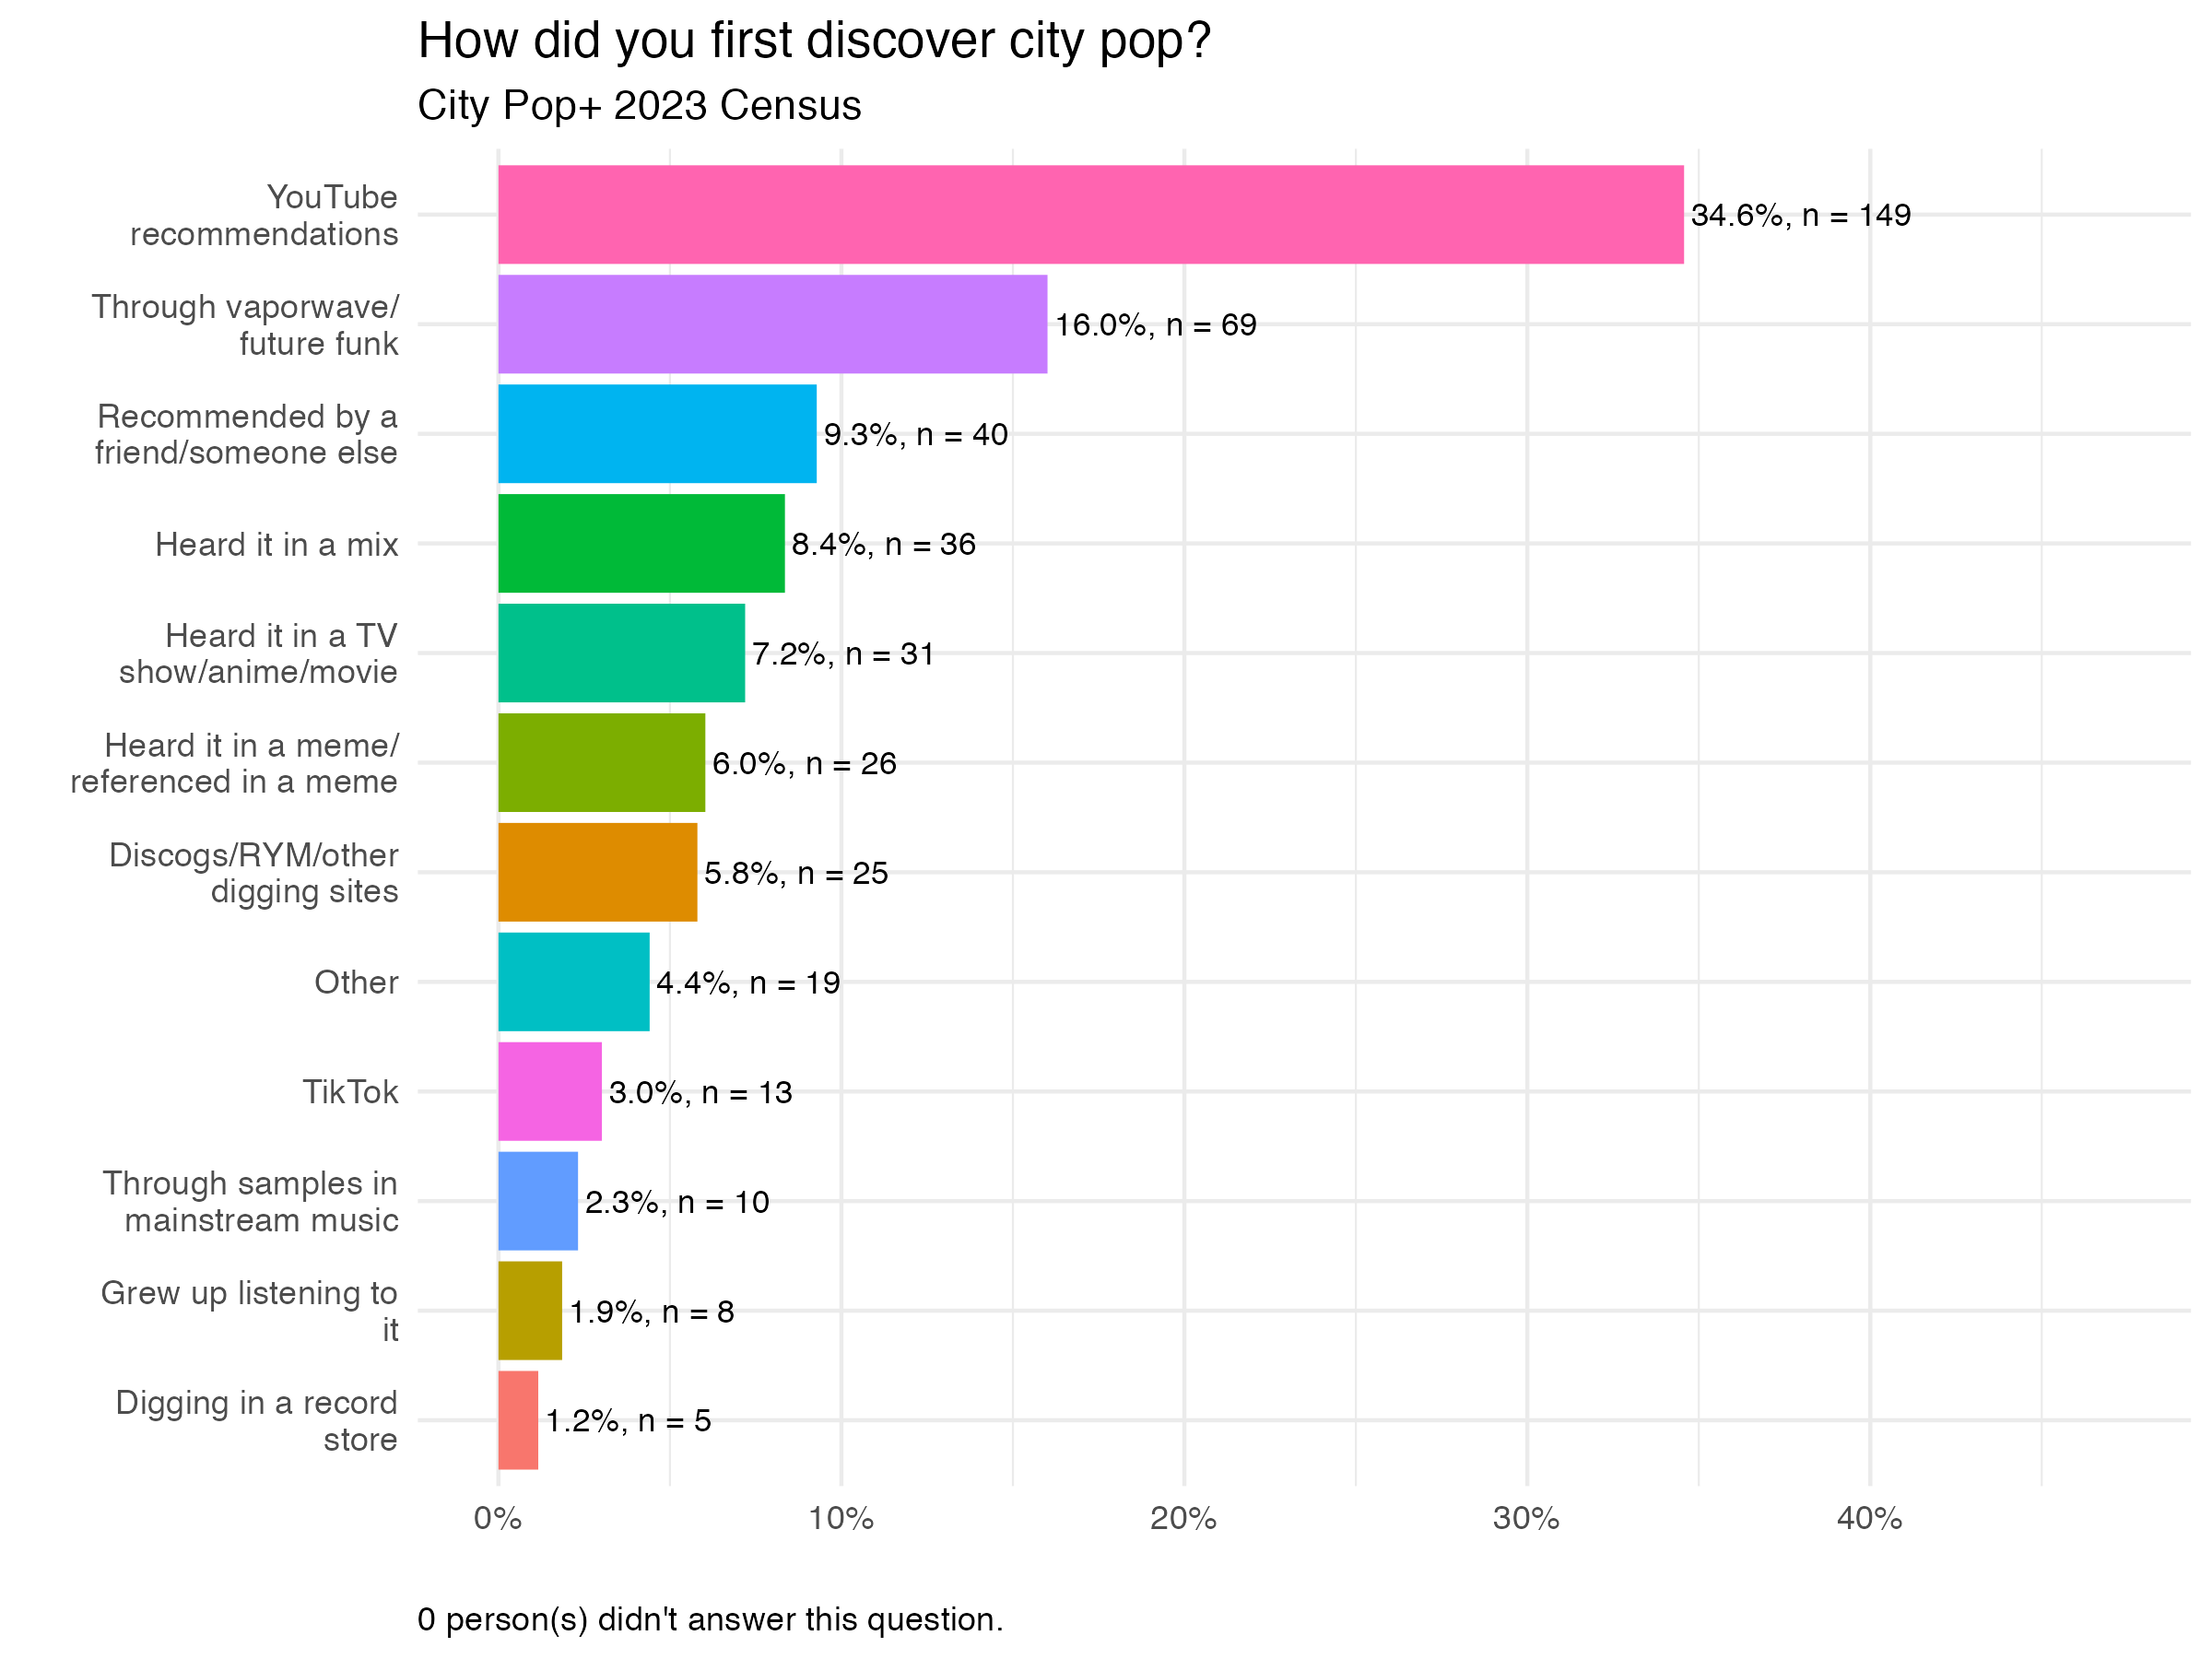 How did you first discover city pop?
City Pop+ 2023 Census
YouTube
recommendations
34.6%, n = 149
Through vaporwave/
future funk
16.0%, n = 69
Recommended by a
friend/someone else
9.3%, n = 40
Heard it in a mix
8.4%, n = 36
Heard it in a TV
show/anime/movie
7.2%, n = 31
Heard it in a meme/
referenced in a meme
6.0%, n = 26
Discogs/RYM/other
digging sites
5.8%, n = 25
Other
4.4%, n = 19
TikTok
3.0%, n = 13
Through samples in
mainstream music
2.3%, n = 10
Grew up listening to
it
1.9%, n = 8
Digging in a record
store
1.2%, n = 5
0%
10%
20%
30%
40%
0 person(s) didn't answer this question.